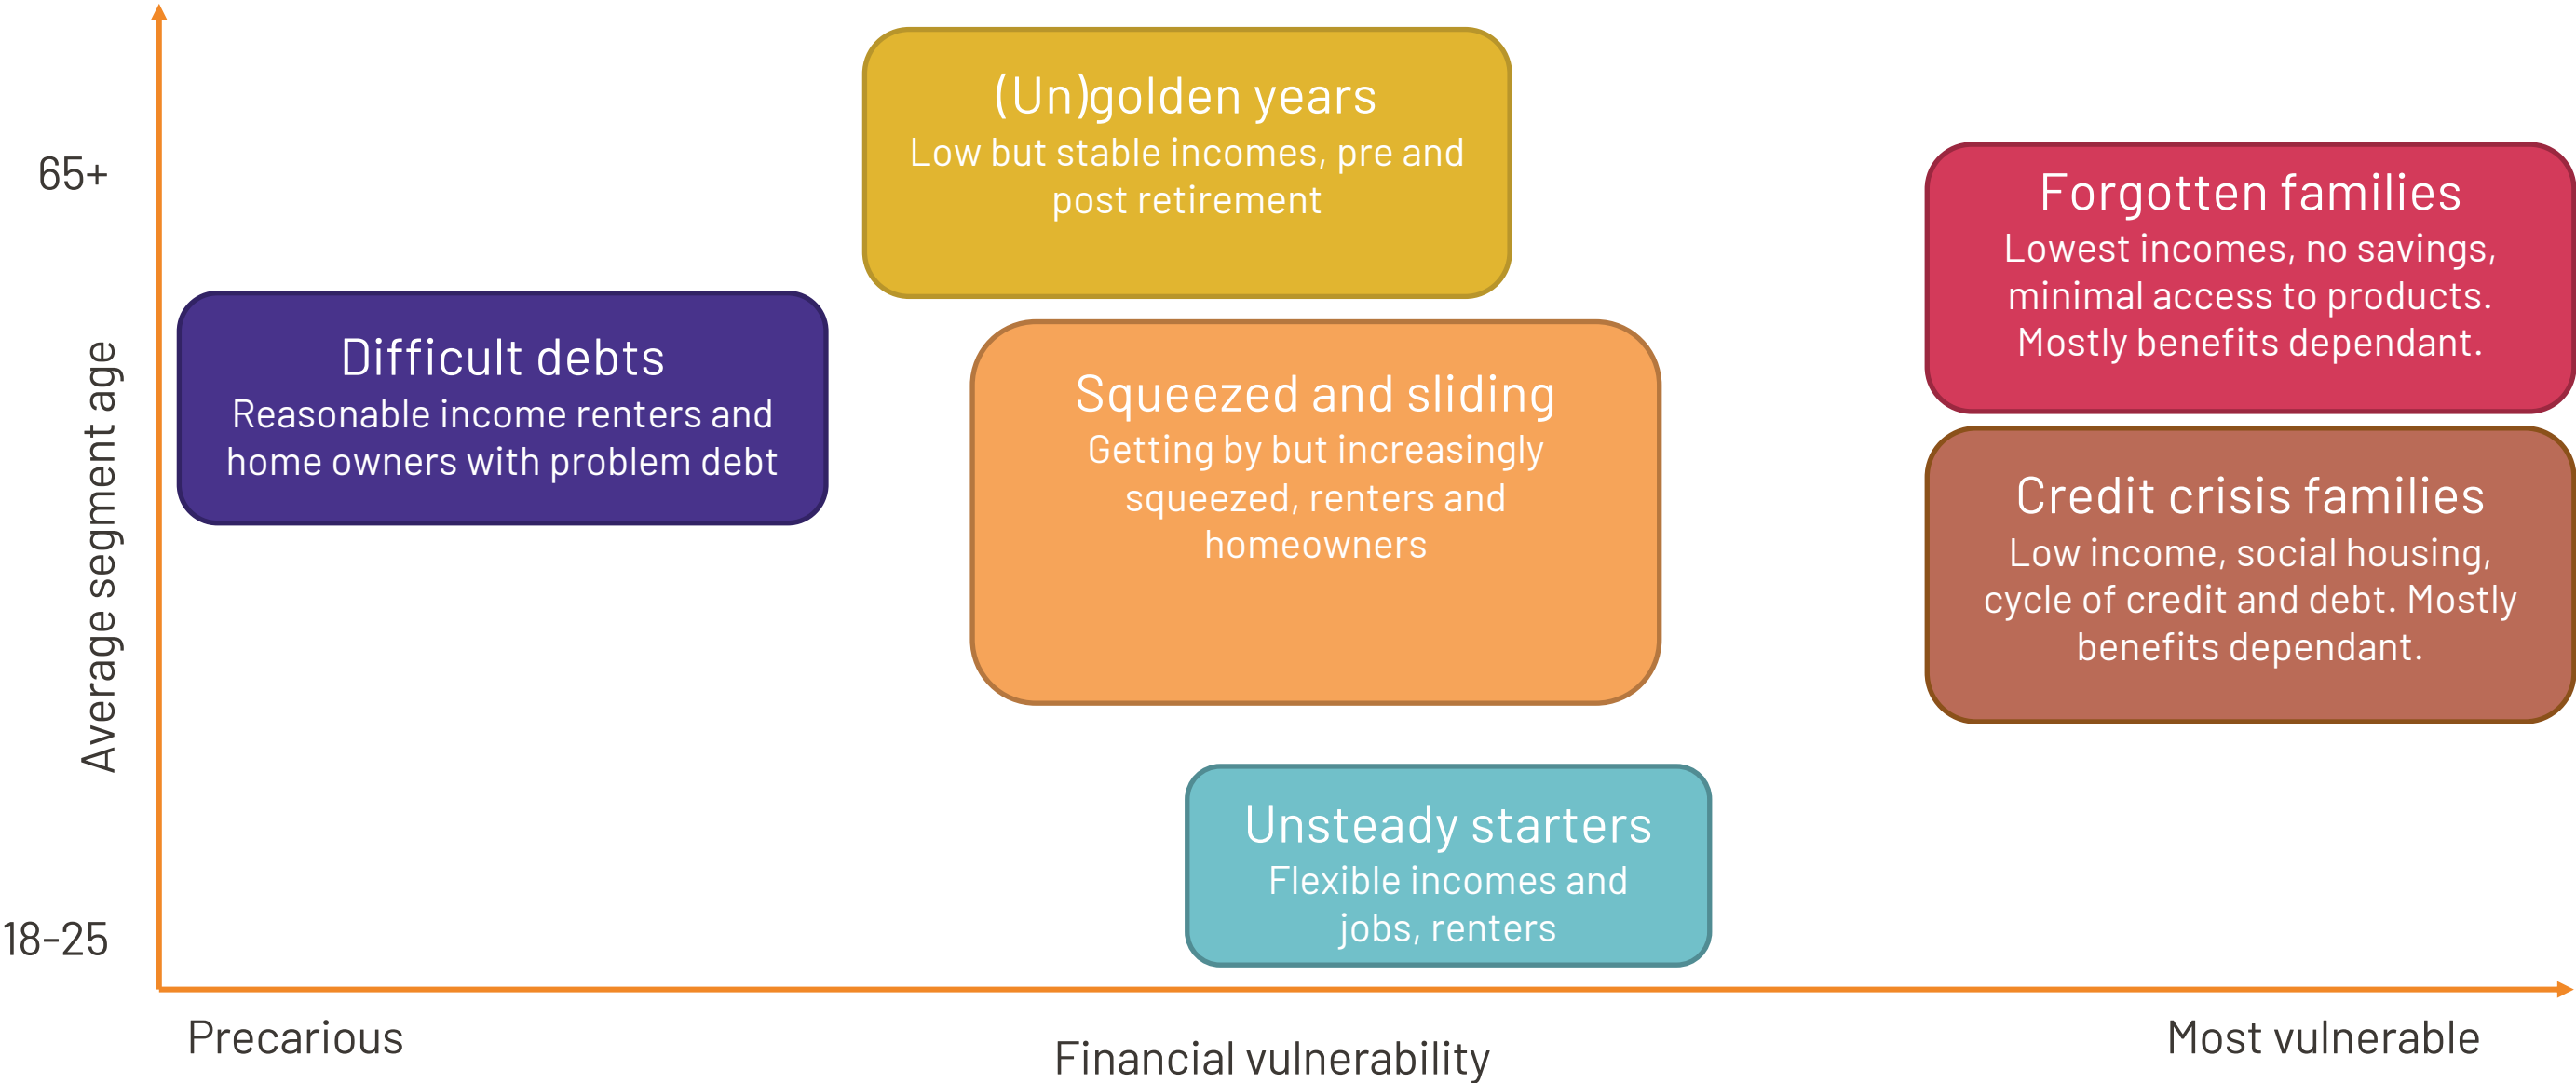 (Un)golden years
Low but stable incomes, pre and
post retirement
65+
Forgotten families
Lowest incomes, no savings,
minimal access to products.
Mostly benefits dependant.
Difficult debts
Reasonable income renters and
home owners with problem debt
Squeezed and sliding
Getting by but increasingly
squeezed, renters and
homeowners
Credit crisis families
Low income, social housing,
cycle of credit and debt. Mostly
benefits dependant.
Average segment age
Unsteady starters
Flexible incomes and
jobs, renters
18-25
Precarious
Financial vulnerability
Most vulnerable